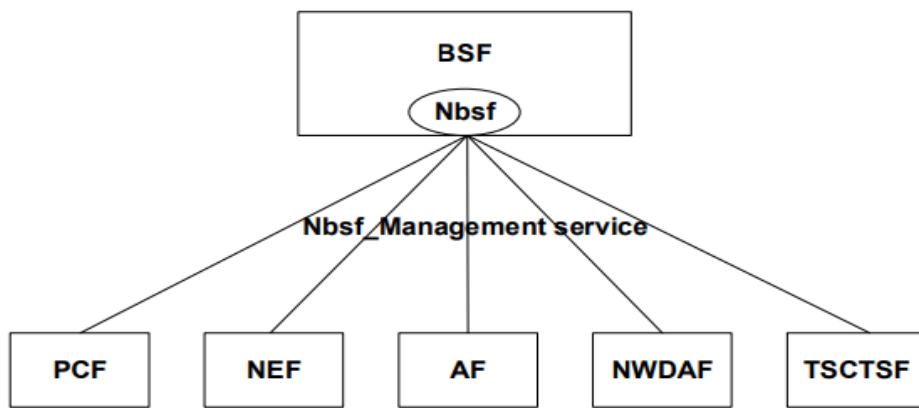 BSF
Nbsf
Nbsf_Management service
PCF NEF AF NWDAF TSCTSF